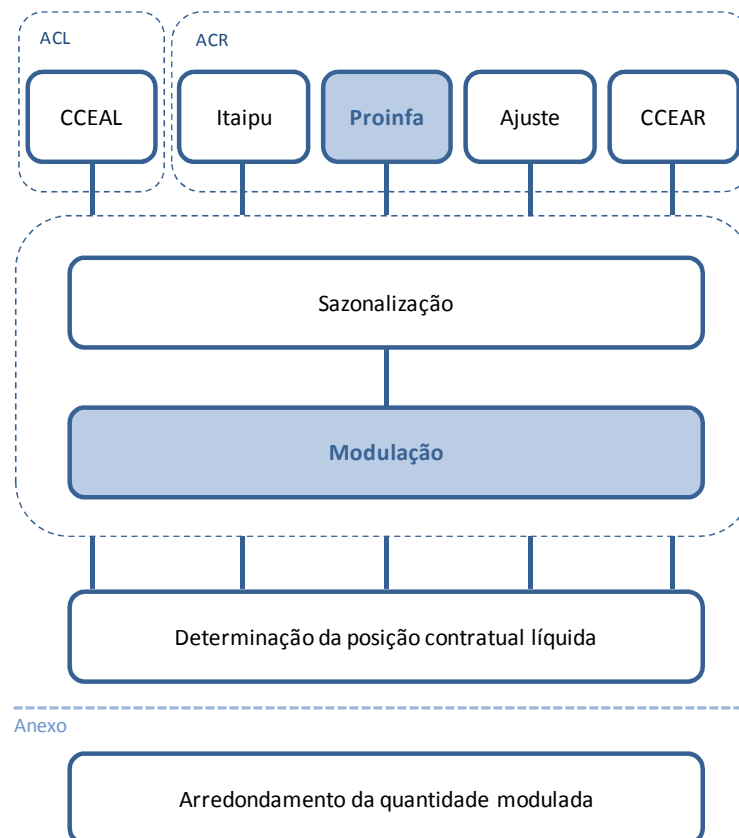 ACL
ACR
CCEAL
Itaipu
Proinfa
Ajuste
CCEAR
Sazonalização
Modulação
Determinação da posição contratual líquida
Anexo
Arredondamento da quantidade modulada